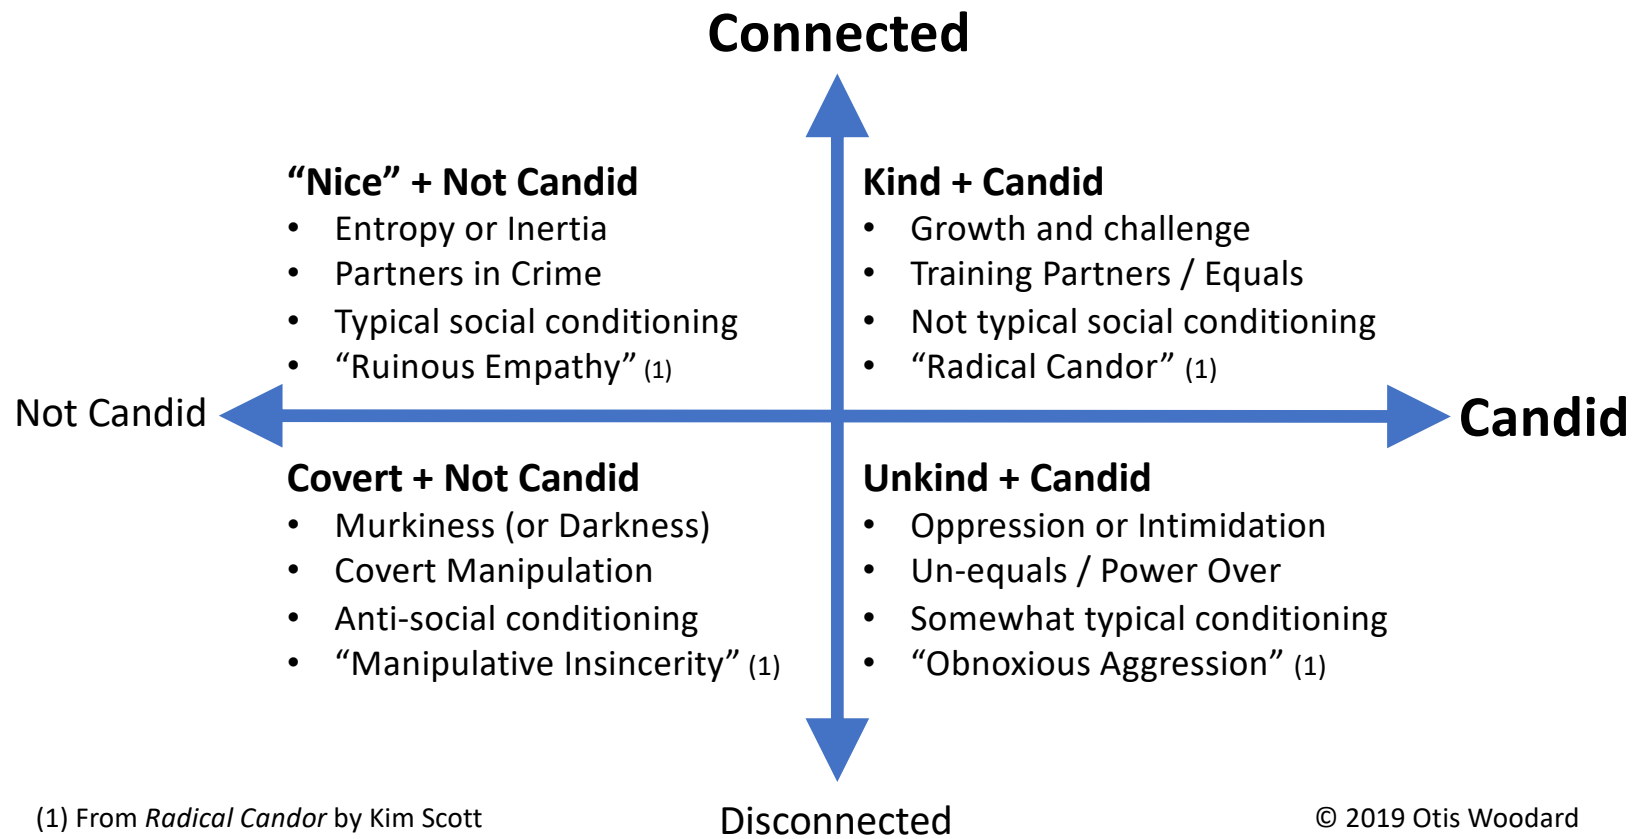 Connected
“Nice” + Not Candid
• Entropy or Inertia
• Partners in Crime
• Typical social conditioning
• “Ruinous Empathy” (1)
Kind + Candid
• Growth and challenge
• Training Partners / Equals
• Not typical social conditioning
• “Radical Candor” (1)
Not Candid
Candid
Covert + Not Candid
• Murkiness (or Darkness)
• Covert Manipulation
• Anti-social conditioning
• “Manipulative Insincerity” (1)
Unkind + Candid
• Oppression or Intimidation
• Un-equals / Power Over
• Somewhat typical conditioning
• “Obnoxious Aggression” (1)
Disconnected
(1) From Radical Candor by Kim Scott
© 2019 Otis Woodard